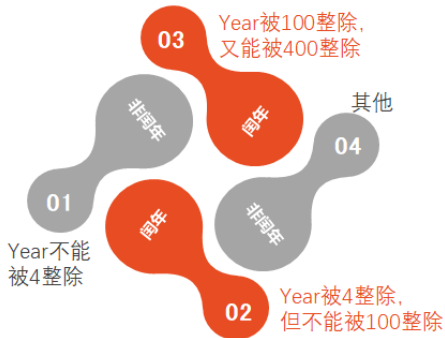 03
Year被100整除，
又能被400整除
非闰年
闰年
其他
04
01
闰年
非闰年
Year不能
被4整除
02
Year被4整除，
但不能被100整除